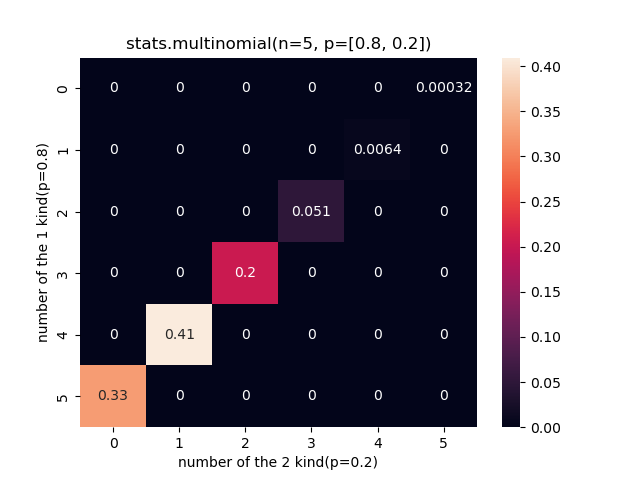 stats.multinomial(n=5, p=[0.8, 0.2])
number of the 1 kind(p=0.8)
0 0 0 0 0 0 0.00032
1 0 0 0 0 0.0064 0
2 0 0 0 0.051 0 0
3 0 0 0.2 0 0 0
4 0 0.41 0 0 0 0
5 0.33 0 0 0 0 0
0 1 2 3 4 5
number of the 2 kind(p=0.2)
0.40
0.35
0.30
0.25
0.20
0.15
0.10
0.05
0.00